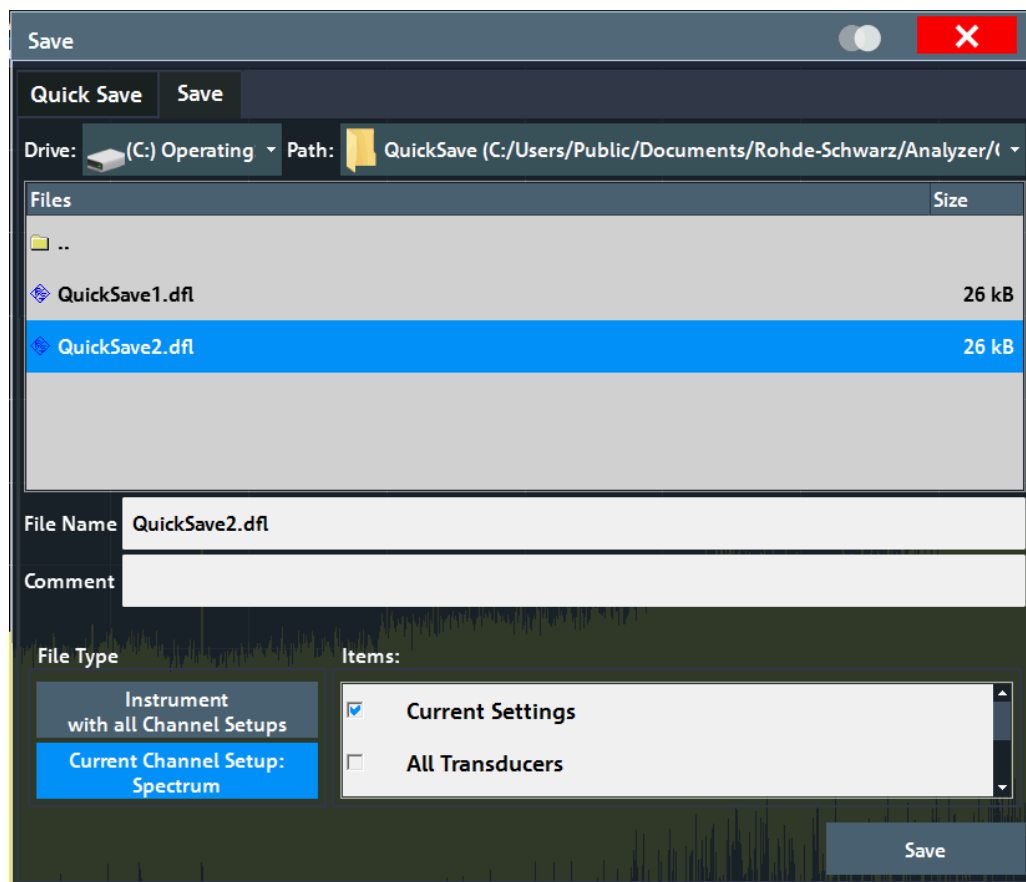 Save
Quick Save Save
Drive: (C:) Operating Path: QuickSave (C:/Users/Public/Documents/Rohde-Schwarz/Analyzer/
Files Size
..
QuickSave1.dfl 26 kB
QuickSave2.dfl 26 kB
File Name QuickSave2.dfl
Comment
File Type Items:
Instrument
with all Channel Setups
Current Channel Setup:
Spectrum
Current Settings
All Transducers
Save